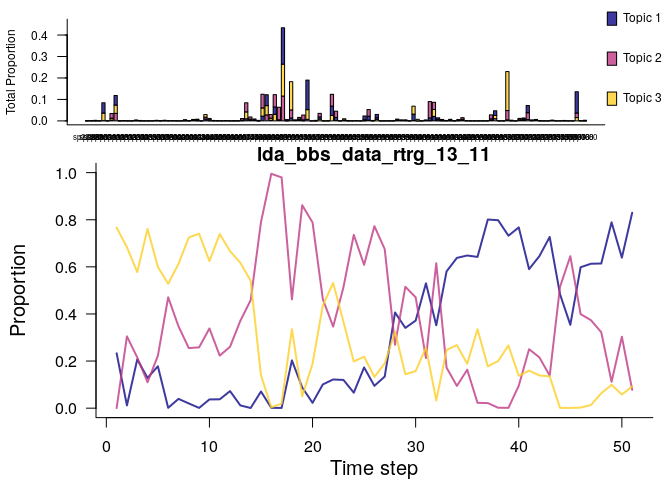 Total Proportion
0.4
0.3
0.2
0.1
0.0
Topic 1
Topic 2
Topic 3
lda_bbs_data_rtrg_13_11
Proportion
1.0
0.8
0.6
0.4
0.2
0.0
0 10 20 30 40 50
Time step